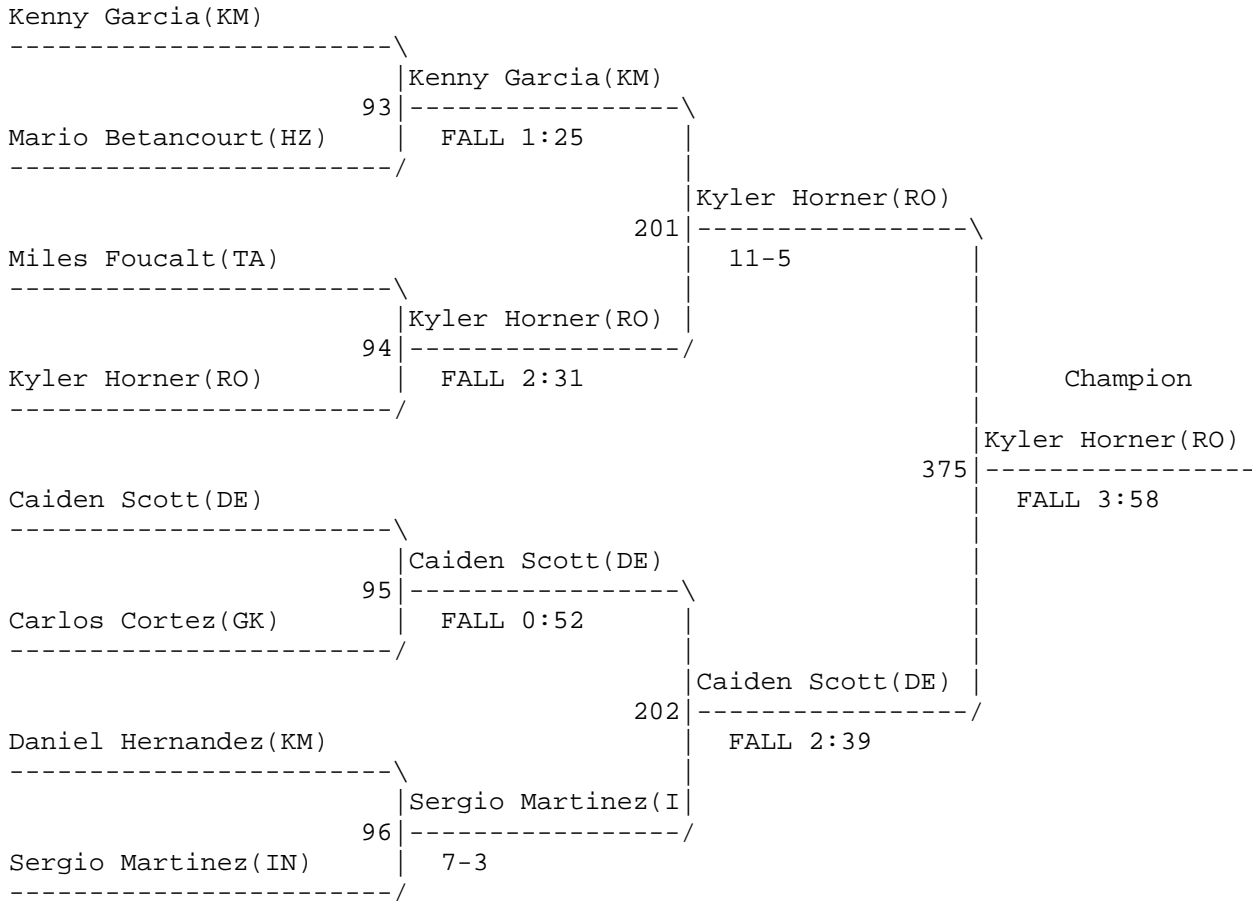 Kenny Garcia(KM)
Kenny Garcia(KM)
93
Mario Betancourt(HZ) FALL 1:25
Kyler Horner(RO)
201
Miles Foucalt(TA) 11-5
Kyler Horner(RO)
94
Kyler Horner(RO) FALL 2:31 Champion
Kyler Horner(RO)
375
Caiden Scott(DE) FALL 3:58
Caiden Scott(DE)
95
Carlos Cortez(GK) FALL 0:52
Caiden Scott(DE)
202
Daniel Hernandez(KM) FALL 2:39
Sergio Martinez(I
96
Sergio Martinez(IN) 7-3